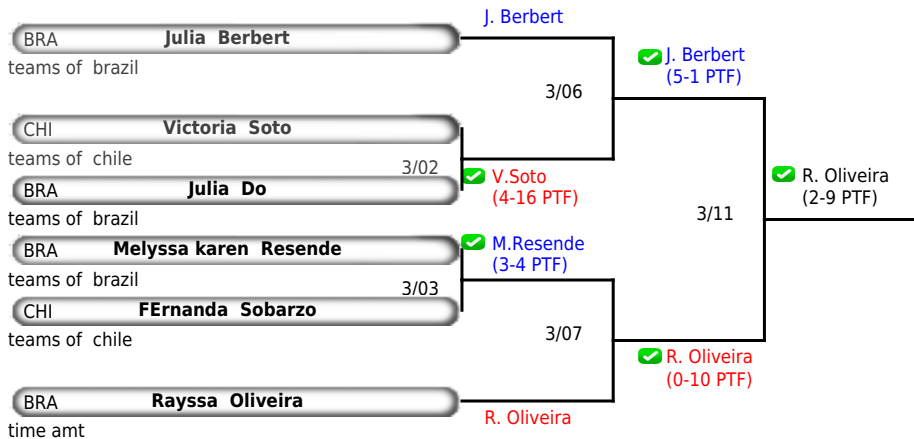 J. Berbert
BRA Julia Berbert
teams of brazil
J. Berbert
(5-1 PTF)
3/06
CHI Victoria Soto
teams of chile
3/02
V.Soto
(4-16 PTF)
BRA Julia Do
teams of brazil
R. Oliveira
(2-9 PTF)
3/11
BRA Melyssa karen Resende
teams of brazil
M.Resende
(3-4 PTF)
3/03
CHI FErnanda Sobarzo
teams of chile
3/07
R. Oliveira
(0-10 PTF)
BRA Rayssa Oliveira
time amt
R. Oliveira